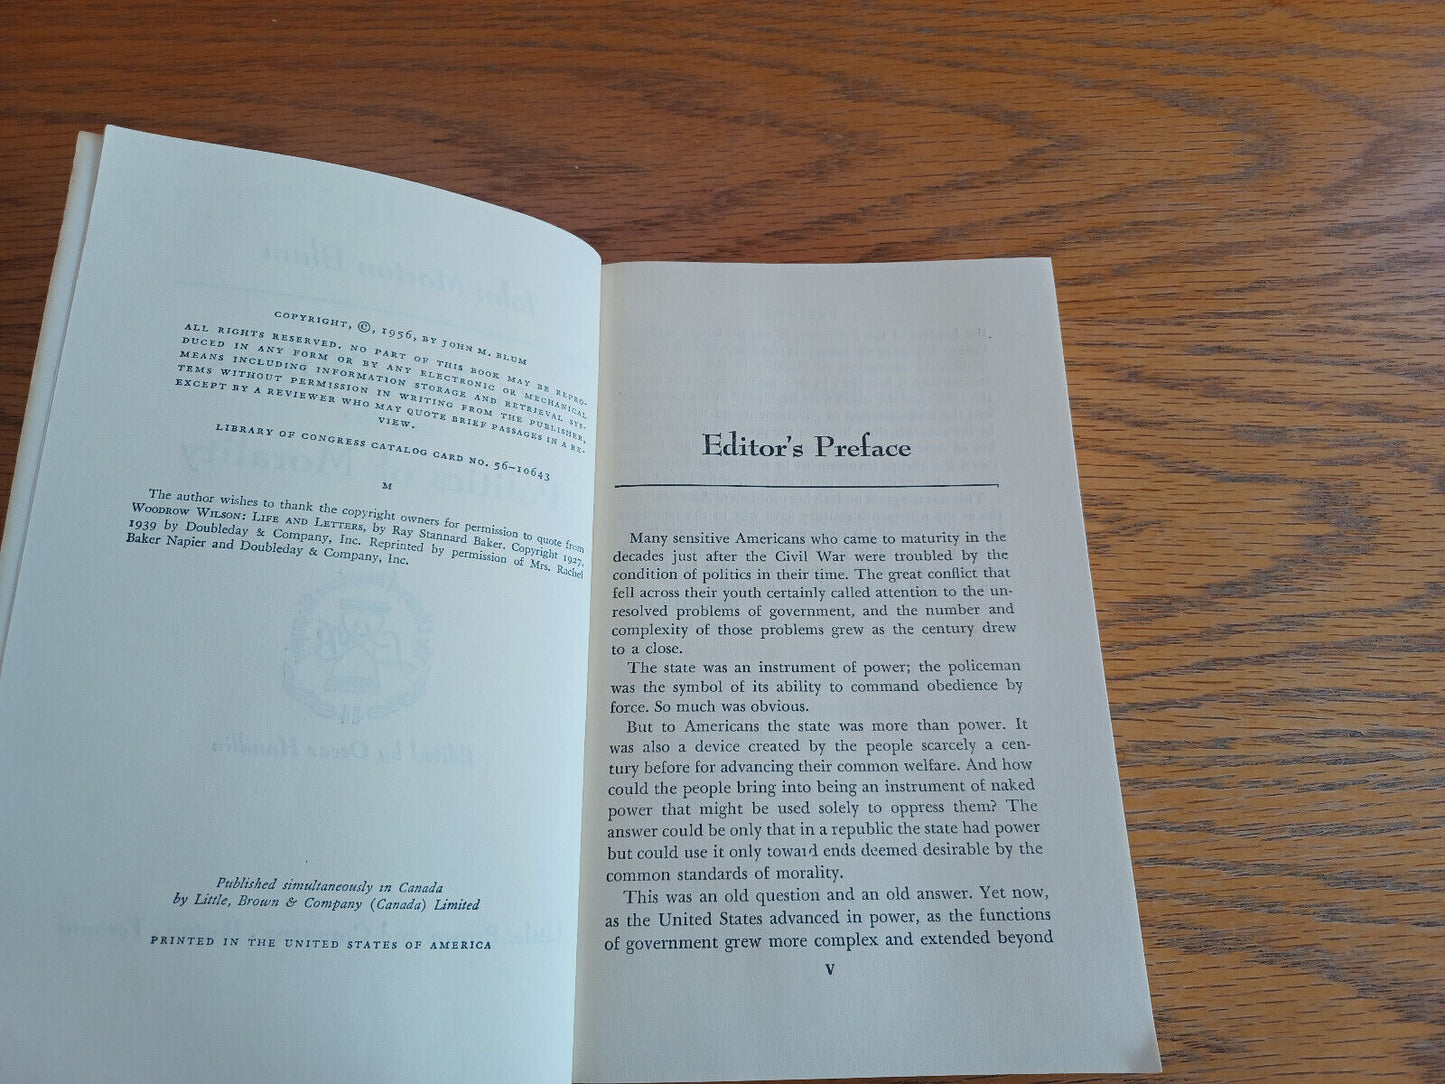 COPYRIGHT, ©, 1956, BY JOHN M. BLUM
ALL RIGHTS RESERVED. NO PART OF THIS BOOK MAY BE REPRO-
DUCED IN ANY FORM OR BY ANY ELECTRONIC OR MECHANICAL
MEANS INCLUDING INFORMATION STORAGE AND RETRIEVAL SYS-
TEMS WITHOUT PERMISSION IN WRITING FROM THE PUBLISHER,
EXCEPT BY A REVIEWER WHO MAY QUOTE BRIEF PASSAGES IN A RE-
VIEW.
LIBRARY OF CONGRESS CATALOG CARD NO. 56-10643
M
The author wishes to thank the copyright owners for permission to quote from
WOODROW WILSON: LIFE AND LETTERS, by Ray Stannard Baker. Copyright 1927,
1939 by Doubleday & Company, Inc. Reprinted by permission of Mrs. Rachel
Baker Napier and Doubleday & Company, Inc.
Edited by Oscar Handlin
Published simultaneously in Canada
by Little, Brown & Company (Canada) Limited
PRINTED IN THE UNITED STATES OF AMERICA
John Morton Blum
Politics of Morality
Editor's Preface
Many sensitive Americans who came to maturity in the
decades just after the Civil War were troubled by the
condition of politics in their time. The great conflict that
fell across their youth certainly called attention to the un-
resolved problems of government, and the number and
complexity of those problems grew as the century drew
to a close.
The state was an instrument of power; the policeman
was the symbol of its ability to command obedience by
force. So much was obvious.
But to Americans the state was more than power. It
was also a device created by the people scarcely a cen-
tury before for advancing their common welfare. And how
could the people bring into being an instrument of naked
power that might be used solely to oppress them? The
answer could be only that in a republic the state had power
but could use it only toward ends deemed desirable by the
common standards of morality.
This was an old question and an old answer. Yet now,
as the United States advanced in power, as the functions
of government grew more complex and extended beyond
V